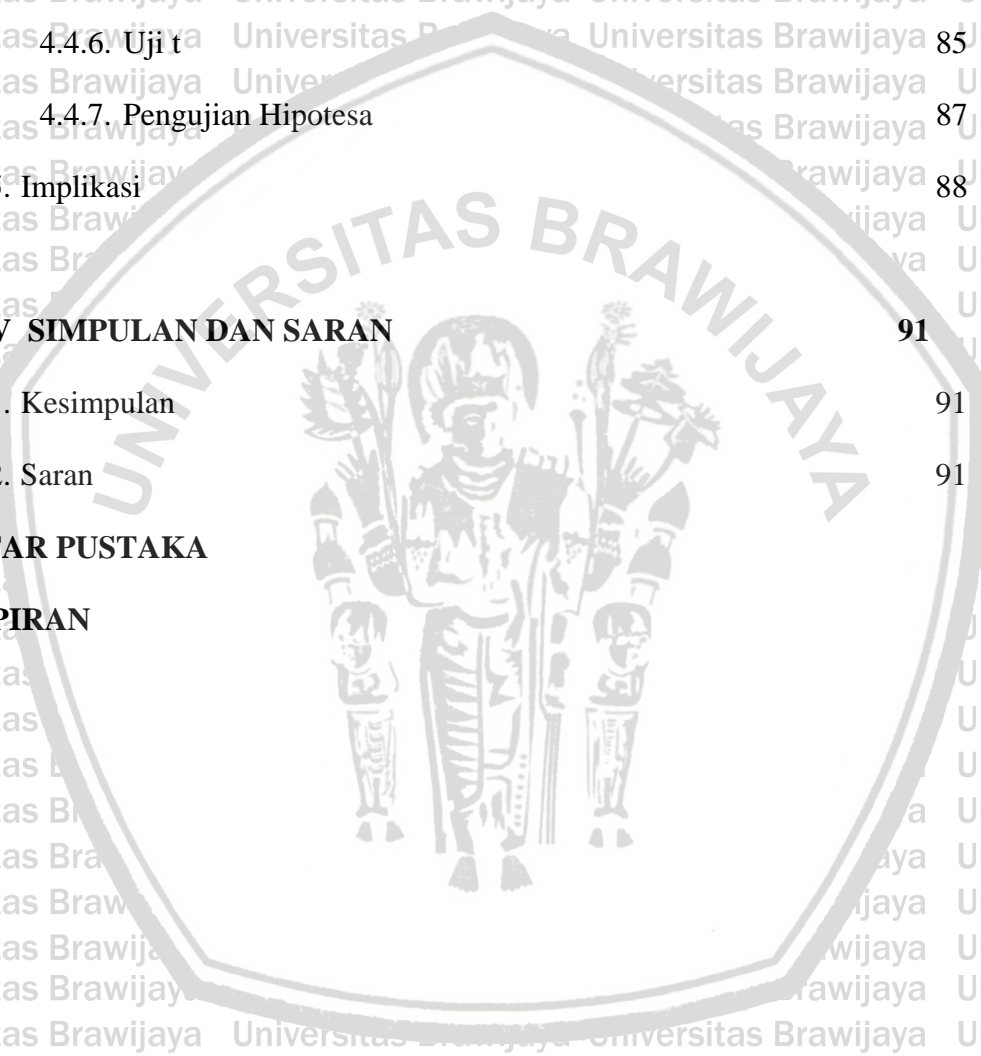 4.4.6. Uji t 85
4.4.7. Pengujian Hipotesa 87
. Implikasi 88
V SIMPULAN DAN SARAN 91
. Kesimpulan 91
. Saran 91
AR PUSTAKA
PIRAN
UNIVERSITAS BRAWIJAYA